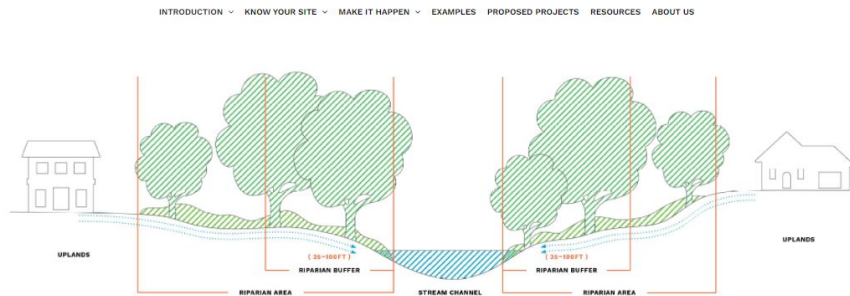 INTRODUCTION KNOW YOUR SITE MAKE IT HAPPEN EXAMPLES PROPOSED PROJECTS RESOURCES ABOUT US
UPLANDS
( 35-100FT )
RIPARIAN BUFFER
RIPARIAN AREA
STREAM CHANNEL
( 35-100FT )
RIPARIAN BUFFER
RIPARIAN AREA
UPLANDS